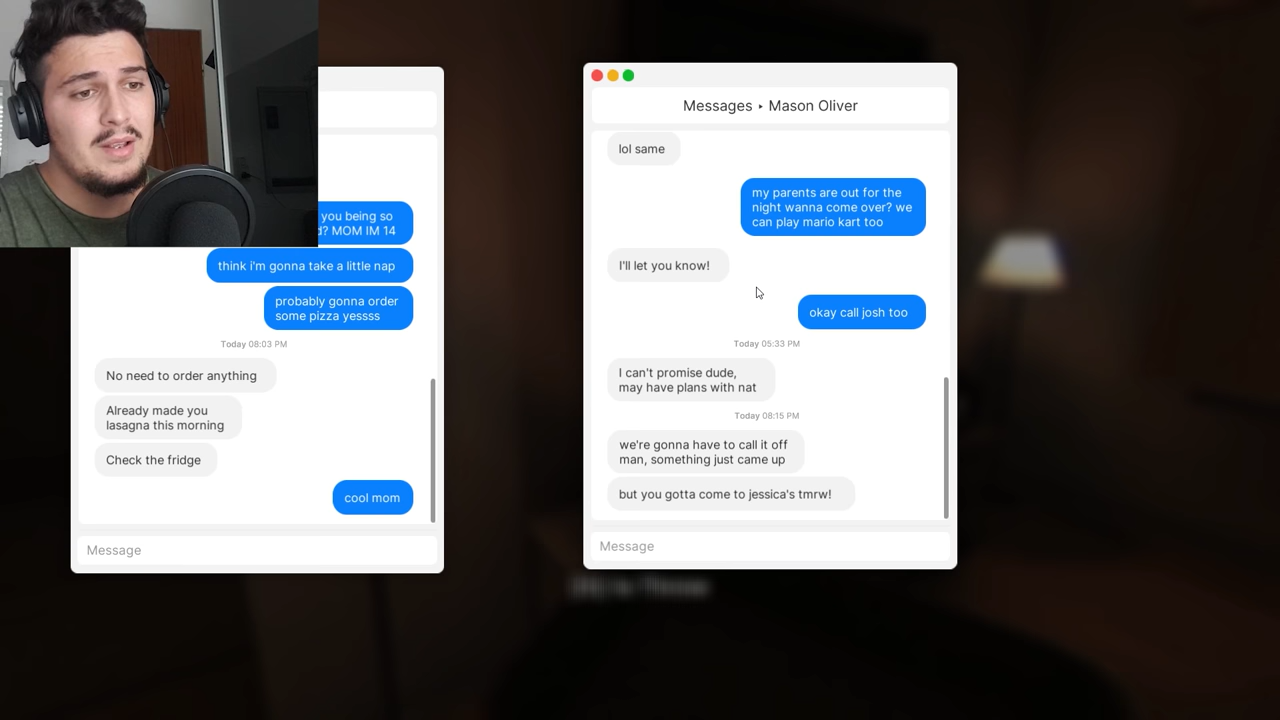 you being so
? MOM IM 14
think i'm gonna take a little nap
probably gonna order
some pizza yessss
Today 08:03 PM
No need to order anything
Already made you
lasagna this morning
Check the fridge
cool mom
Message
Messages ‣ Mason Oliver
lol same
my parents are out for the
night wanna come over? we
can play mario kart too
I'll let you know!
okay call josh too
Today 05:33 PM
I can't promise dude,
may have plans with nat
Today 08:15 PM
we're gonna have to call it off
man, something just came up
but you gotta come to jessica's tmrw!
Message